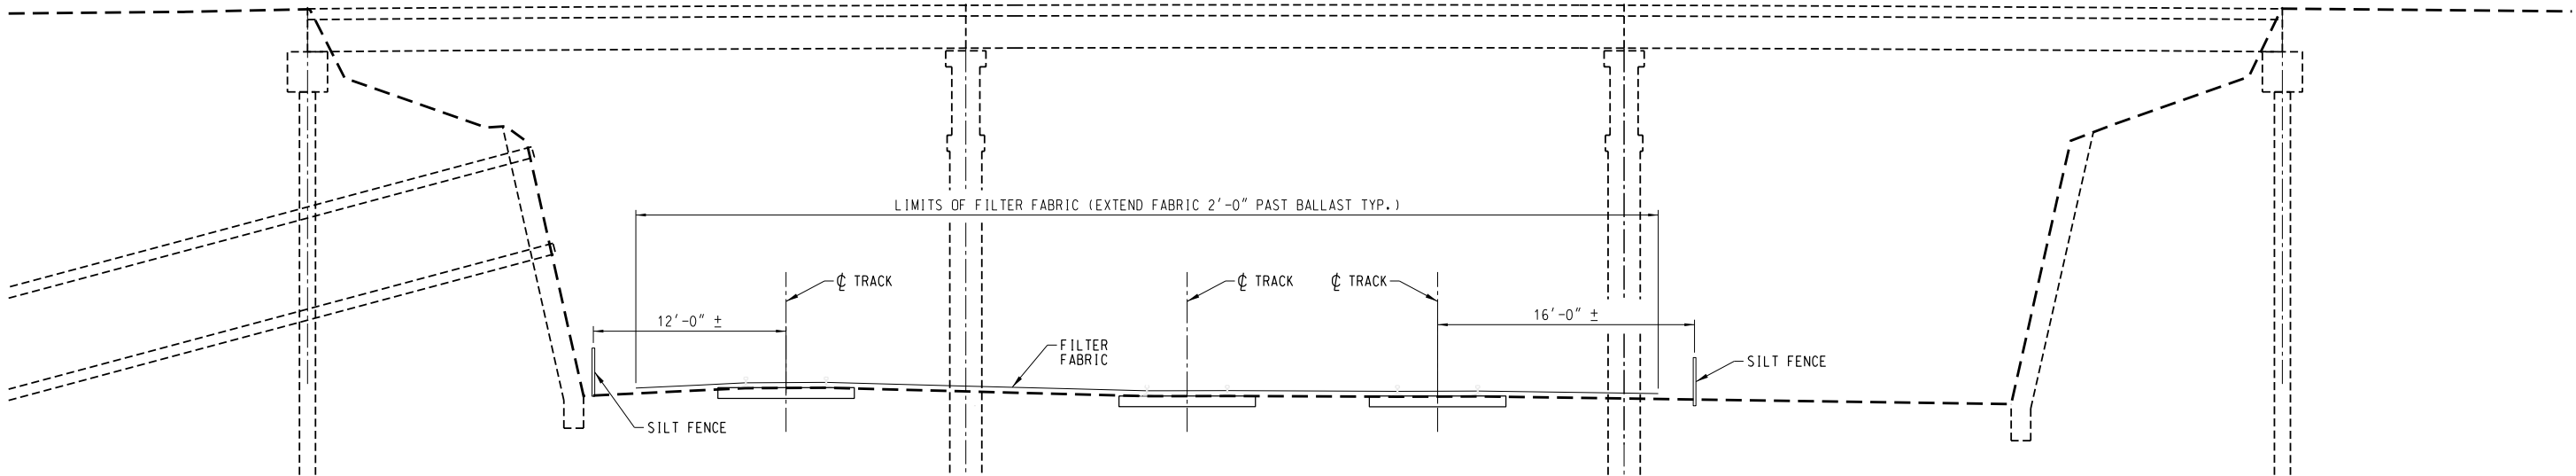 LIMITS OF FILTER FABRIC (EXTEND FABRIC 2'-0" PAST BALLAST TYP.)
℄ TRACK
℄ TRACK
℄ TRACK
12'-0" ±
16'-0" ±
FILTER
FABRIC
SILT FENCE
SILT FENCE